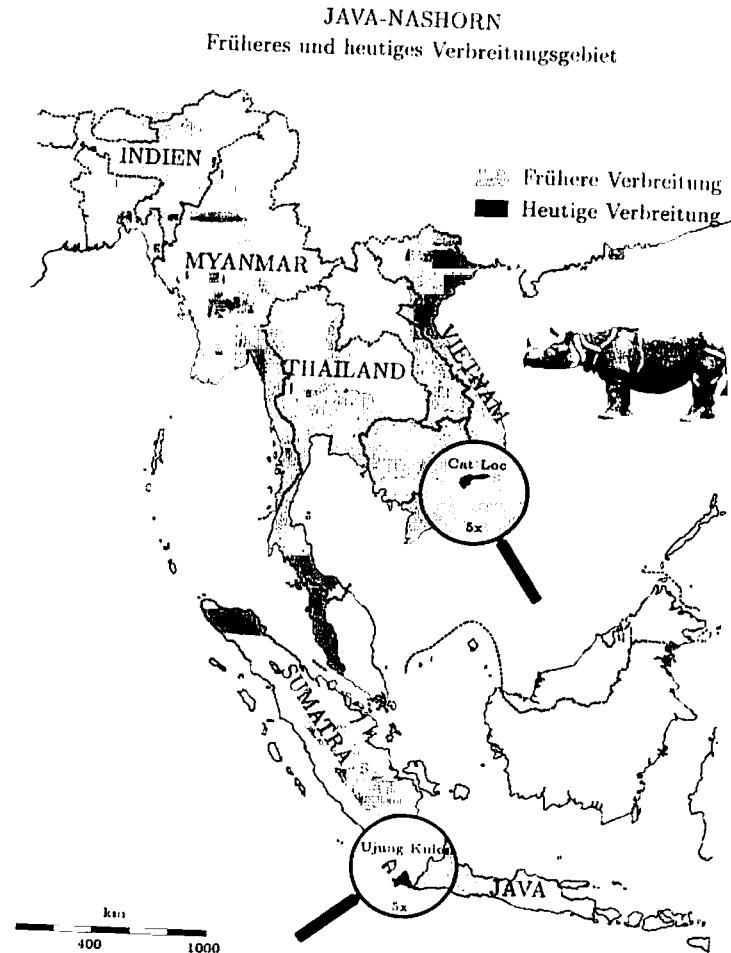 JAVA-NASHORN
Früheres und heutiges Verbreitungsgebiet
INDIEN
Frühere Verbreitung
Heutige Verbreitung
MYANMAR
VIETNAM
THAILAND
Cat Loc
5x
SUMATRA
Ujung Kulon
5x
JAVA
km
400
1000